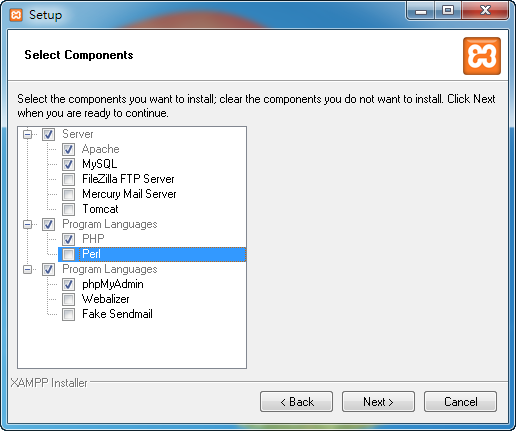 Setup
Select Components
Select the components you want to install; clear the components you do not want to install. Click Next
when you are ready to continue.
Server
Apache
MySQL
FileZilla FTP Server
Mercury Mail Server
Tomcat
Program Languages
PHP
Perl
Program Languages
phpMyAdmin
Webalizer
Fake Sendmail
XAMPP Installer
< Back
Next >
Cancel